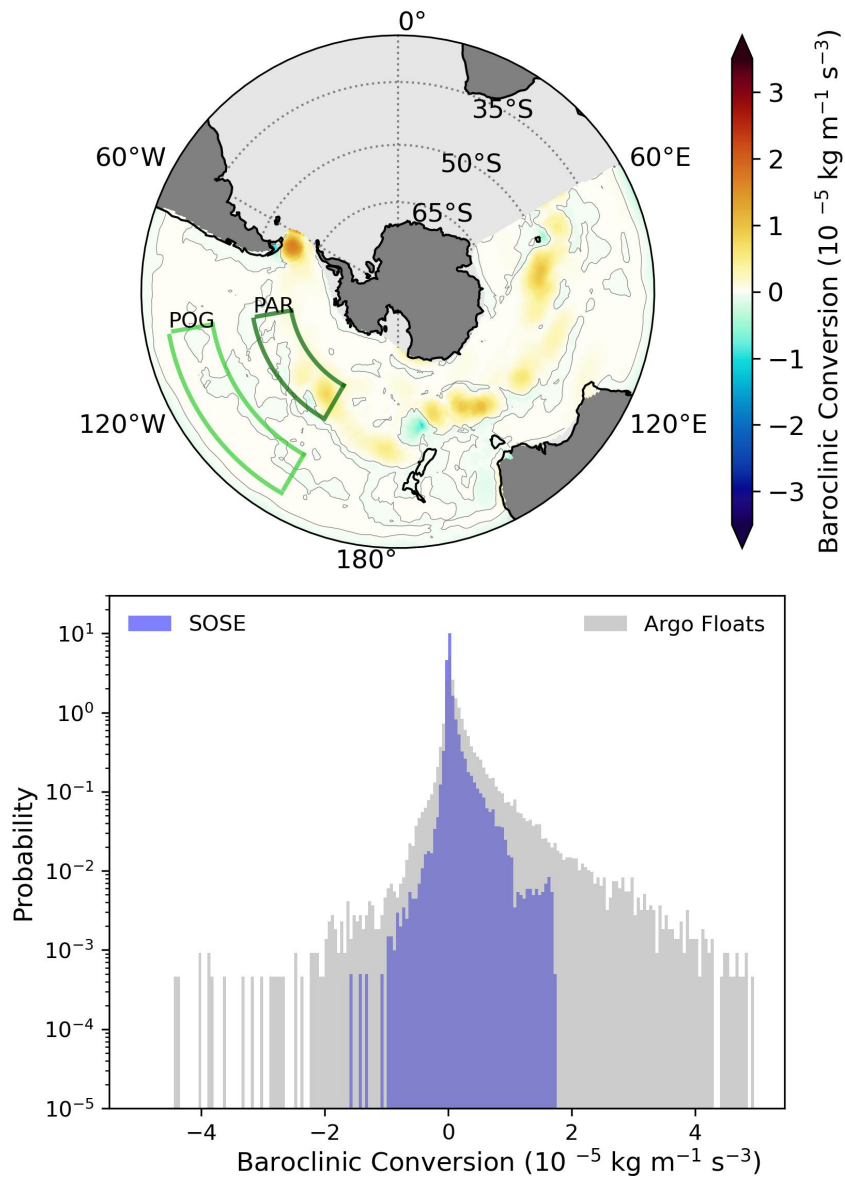 0°
35°S
60°W
60°E
50°S
65°S
POG
PAR
120°W
120°E
180°
3
2
1
0
−1
−2
−3
Baroclinic Conversion (10 ⁻⁵ kg m⁻¹ s⁻³)
SOSE
Argo Floats
10¹
10⁰
10⁻¹
10⁻²
10⁻³
10⁻⁴
10⁻⁵
Probability
−4
−2
0
2
4
Baroclinic Conversion (10 ⁻⁵ kg m⁻¹ s⁻³)